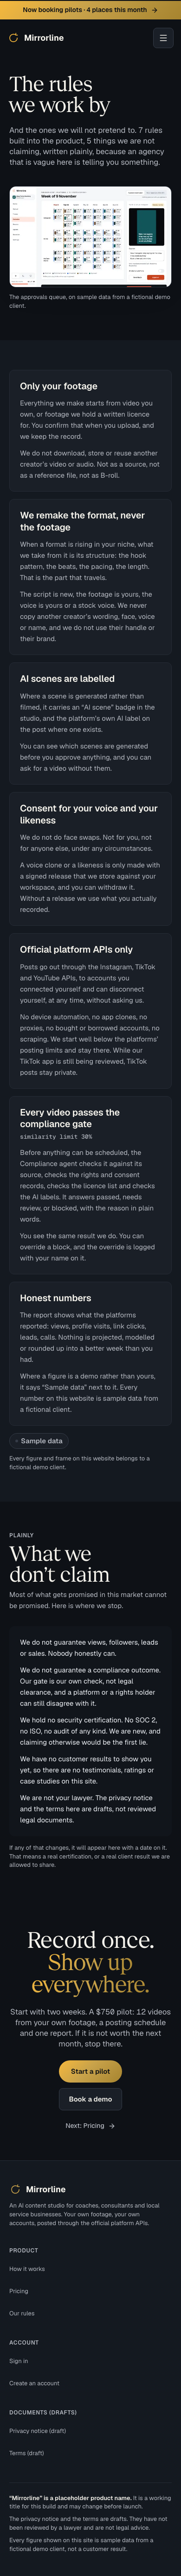 Now booking pilots · 4 places this month →
Mirrorline
The rules
we work by
And the ones we will not pretend to. 7 rules
built into the product, 5 things we are not
claiming, written plainly, because an agency
that is vague here is telling you something.
Week of 9 November
The approvals queue, on sample data from a fictional demo
client.
Only your footage
Everything we make starts from video you
own, or footage we hold a written licence
for. You confirm that when you upload, and
we keep the record.
We do not download, store or reuse another
creator's video or audio. Not as a source, not
as a reference file, not as B-roll.
We remake the format, never
the footage
When a format is rising in your niche, what
we take from it is its structure: the hook
pattern, the beats, the pacing, the length.
That is the part that travels.
The script is new, the footage is yours, the
voice is yours or a stock voice. We never
copy another creator's wording, face, voice
or name, and we do not use their handle or
their brand.
AI scenes are labelled
Where a scene is generated rather than
filmed, it carries an “AI scene” badge in the
studio, and the platform's own AI label on
the post where one exists.
You can see which scenes are generated
before you approve anything, and you can
ask for a video without them.
Consent for your voice and your
likeness
We do not do face swaps. Not for you, not
for anyone else, under any circumstances.
A voice clone or a likeness is only made with
a signed release that we store against your
workspace, and you can withdraw it.
Without a release we use what you actually
recorded.
Official platform APIs only
Posts go out through the Instagram, TikTok
and YouTube APIs, to accounts you
connected yourself and can disconnect
yourself, at any time, without asking us.
No device automation, no app clones, no
proxies, no bought or borrowed accounts, no
scraping. We start well below the platforms'
posting limits and stay there. While our
TikTok app is still being reviewed, TikTok
posts stay private.
Every video passes the
compliance gate
similarity limit 30%
Before anything can be scheduled, the
Compliance agent checks it against its
source, checks the rights and consent
records, checks the licence list and checks
the AI labels. It answers passed, needs
review, or blocked, with the reason in plain
words.
You see the same result we do. You can
override a block, and the override is logged
with your name on it.
Honest numbers
The report shows what the platforms
reported: views, profile visits, link clicks,
leads, calls. Nothing is projected, modelled
or rounded up into a better week than you
had.
Where a figure is a demo rather than yours,
it says “Sample data” next to it. Every
number on this website is sample data from
a fictional client.
Sample data
Every figure and frame on this website belongs to a
fictional demo client.
PLAINLY
What we
don't claim
Most of what gets promised in this market cannot
be promised. Here is where we stop.
We do not guarantee views, followers, leads
or sales. Nobody honestly can.
We do not guarantee a compliance outcome.
Our gate is our own check, not legal
clearance, and a platform or a rights holder
can still disagree with it.
We hold no security certification. No SOC 2,
no ISO, no audit of any kind. We are new, and
claiming otherwise would be the first lie.
We have no customer results to show you
yet, so there are no testimonials, ratings or
case studies on this site.
We are not your lawyer. The privacy notice
and the terms here are drafts, not reviewed
legal documents.
If any of that changes, it will appear here with a date on it.
That means a real certification, or a real client result we are
allowed to share.
Record once.
Show up
everywhere.
Start with two weeks. A $750 pilot: 12 videos
from your own footage, a posting schedule
and one report. If it is not worth the next
month, stop there.
Start a pilot
Book a demo
Next: Pricing →
Mirrorline
An AI content studio for coaches, consultants and local
service businesses. Your own footage, your own
accounts, posted through the official platform APIs.
PRODUCT
How it works
Pricing
Our rules
ACCOUNT
Sign in
Create an account
DOCUMENTS (DRAFTS)
Privacy notice (draft)
Terms (draft)
“Mirrorline” is a placeholder product name. It is a working
title for this build and may change before launch.
The privacy notice and terms are drafts. They have not
been reviewed by a lawyer and are not legal advice.
Every figure shown on this site is sample data from a
fictional demo client, not a customer result.